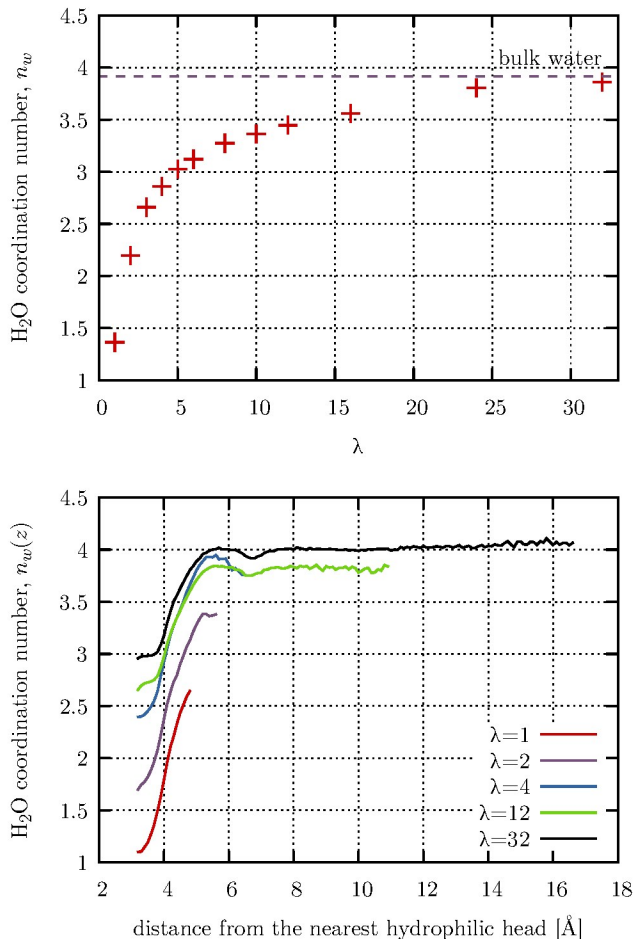 4.5
bulk water
4
3.5
3
2.5
2
1.5
1
H₂O coordination number, n_w
0 5 10 15 20 25 30
λ
4.5
4
3.5
3
2.5
2
1.5
1
H₂O coordination number, n_w(z)
λ=1
λ=2
λ=4
λ=12
λ=32
2 4 6 8 10 12 14 16 18
distance from the nearest hydrophilic head [Å]